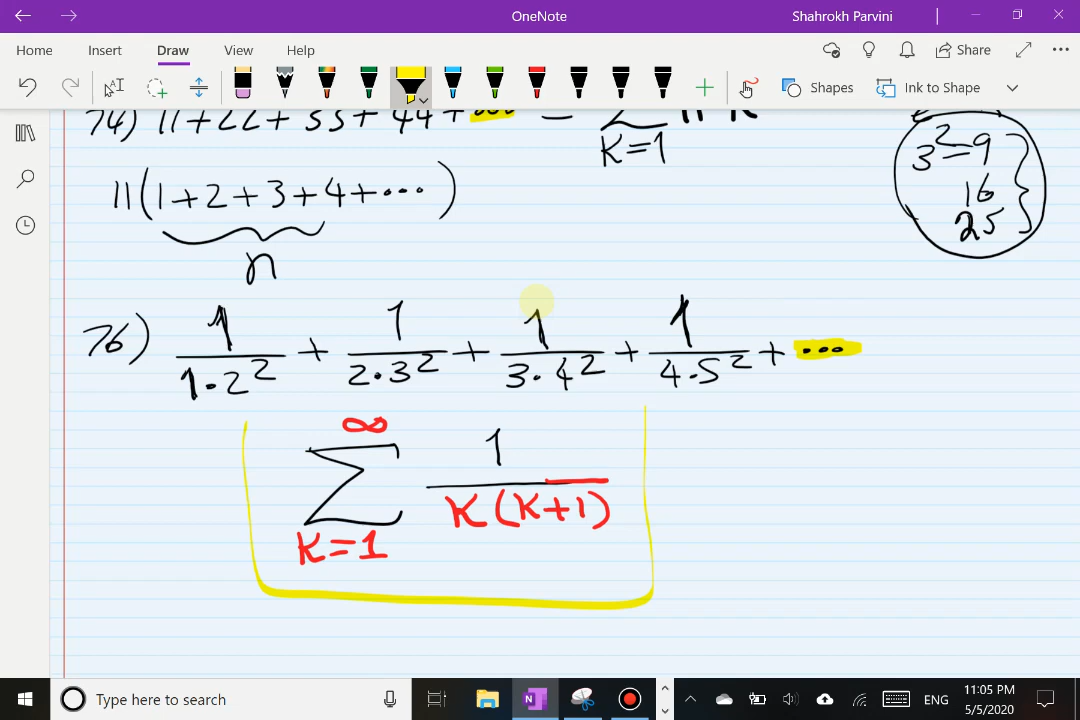 OneNote
Shahrokh Parvini
Home Insert Draw View Help Share
Shapes Ink to Shape
74) 11+22+33+44+... = ∑ 11K
K=1
3²=9
16
25
11(1+2+3+4+...)
n
76) 1/(1·2²) + 1/(2·3²) + 1/(3·4²) + 1/(4·5²) + ...
∞
∑ 1/(K(K+1))
K=1
Type here to search
ENG
11:05 PM
5/5/2020